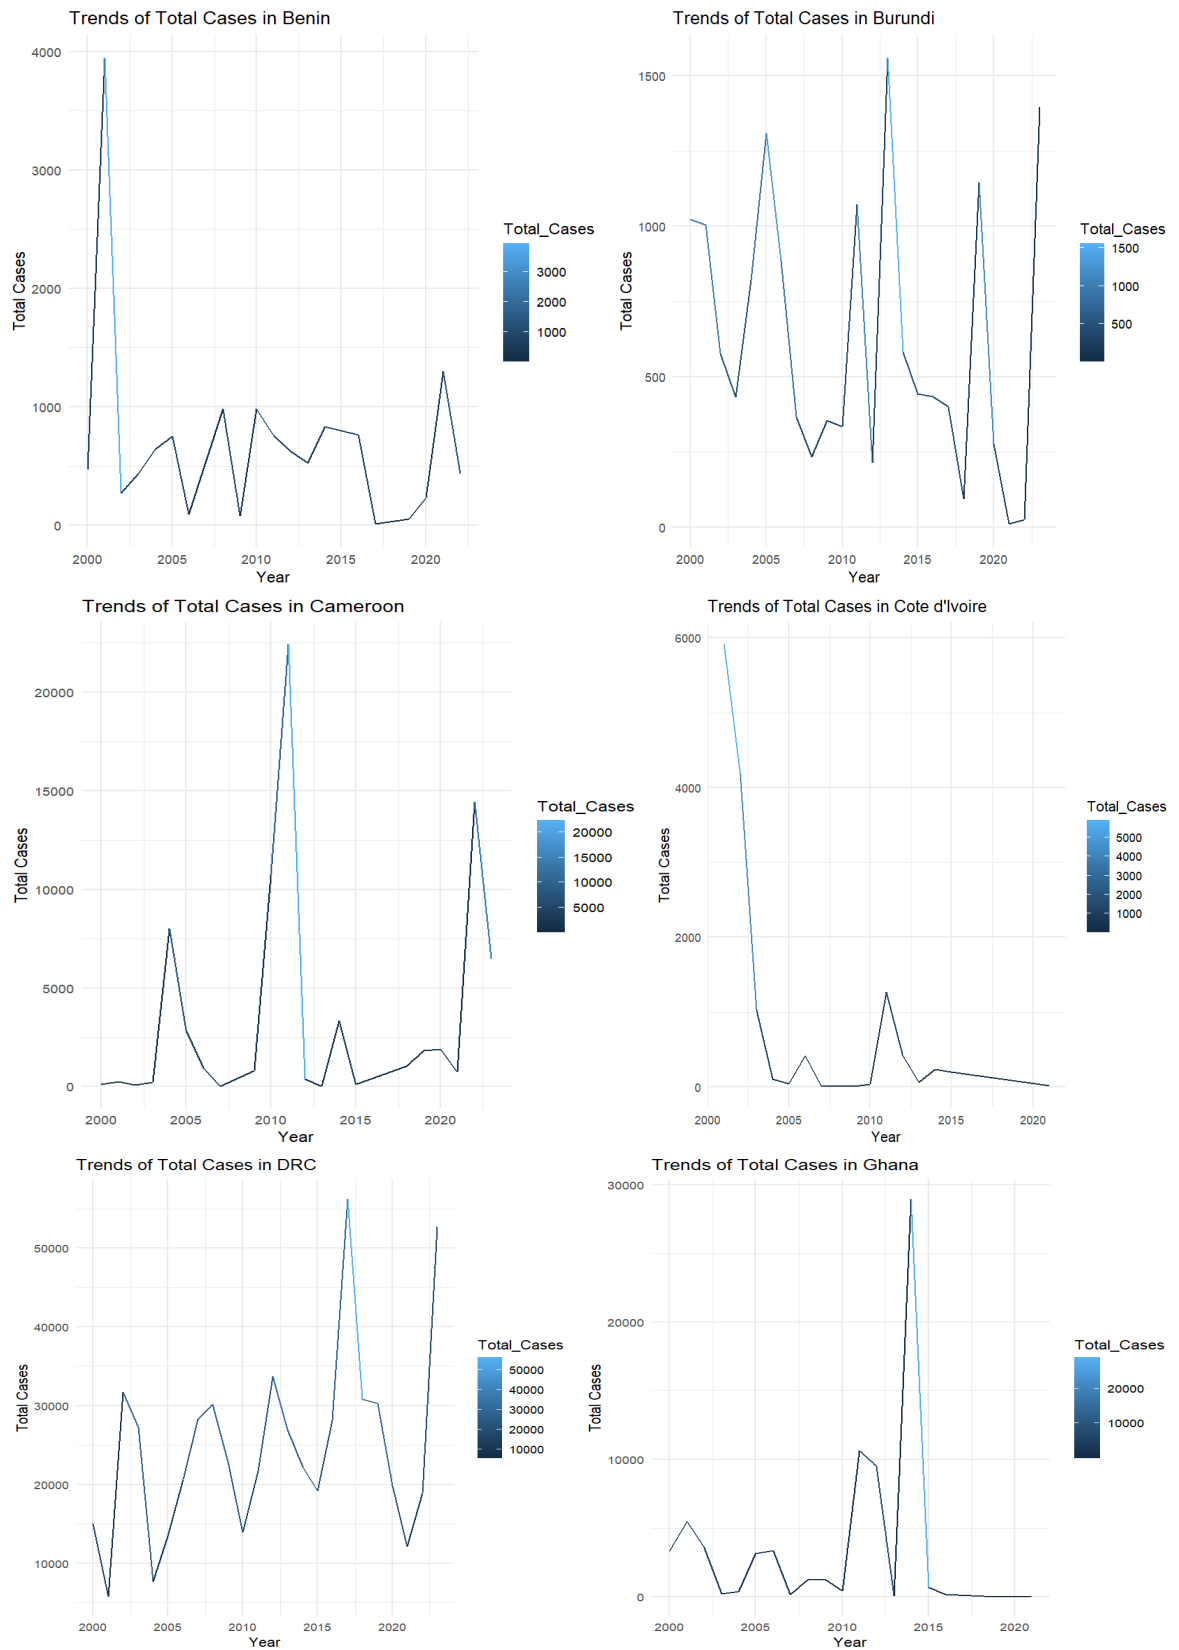 Trends of Total Cases in Benin
4000
3000
2000
1000
0
Total Cases
2000 2005 2010 2015 2020
Year
Total_Cases
3000
2000
1000
Trends of Total Cases in Burundi
1500
1000
500
0
Total Cases
2000 2005 2010 2015 2020
Year
Total_Cases
1500
1000
500
Trends of Total Cases in Cameroon
20000
15000
10000
5000
0
Total Cases
2000 2005 2010 2015 2020
Year
Total_Cases
20000
15000
10000
5000
Trends of Total Cases in Cote d'Ivoire
6000
4000
2000
0
Total Cases
2000 2005 2010 2015 2020
Year
Total_Cases
5000
4000
3000
2000
1000
Trends of Total Cases in DRC
50000
40000
30000
20000
10000
Total Cases
2000 2005 2010 2015 2020
Year
Total_Cases
50000
40000
30000
20000
10000
Trends of Total Cases in Ghana
30000
20000
10000
0
Total Cases
2000 2005 2010 2015 2020
Year
Total_Cases
20000
10000